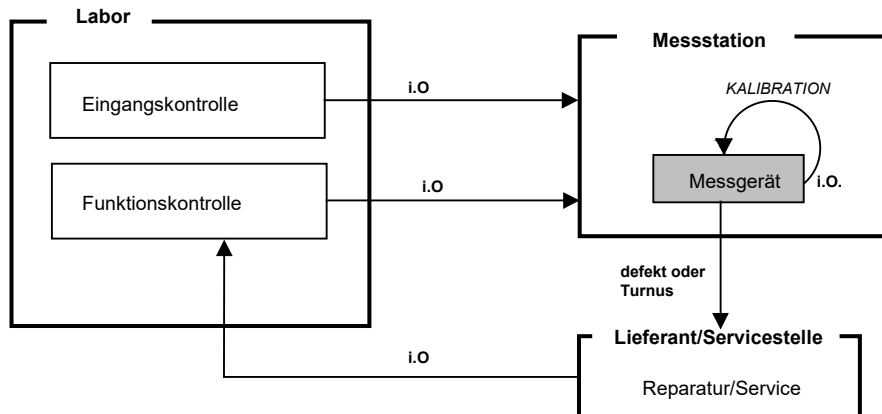 Labor
Messstation
Eingangskontrolle
i.O
KALIBRATION
Funktionskontrolle
i.O
Messgerät
i.O.
defekt oder
Turnus
Lieferant/Servicestelle
i.O
Reparatur/Service